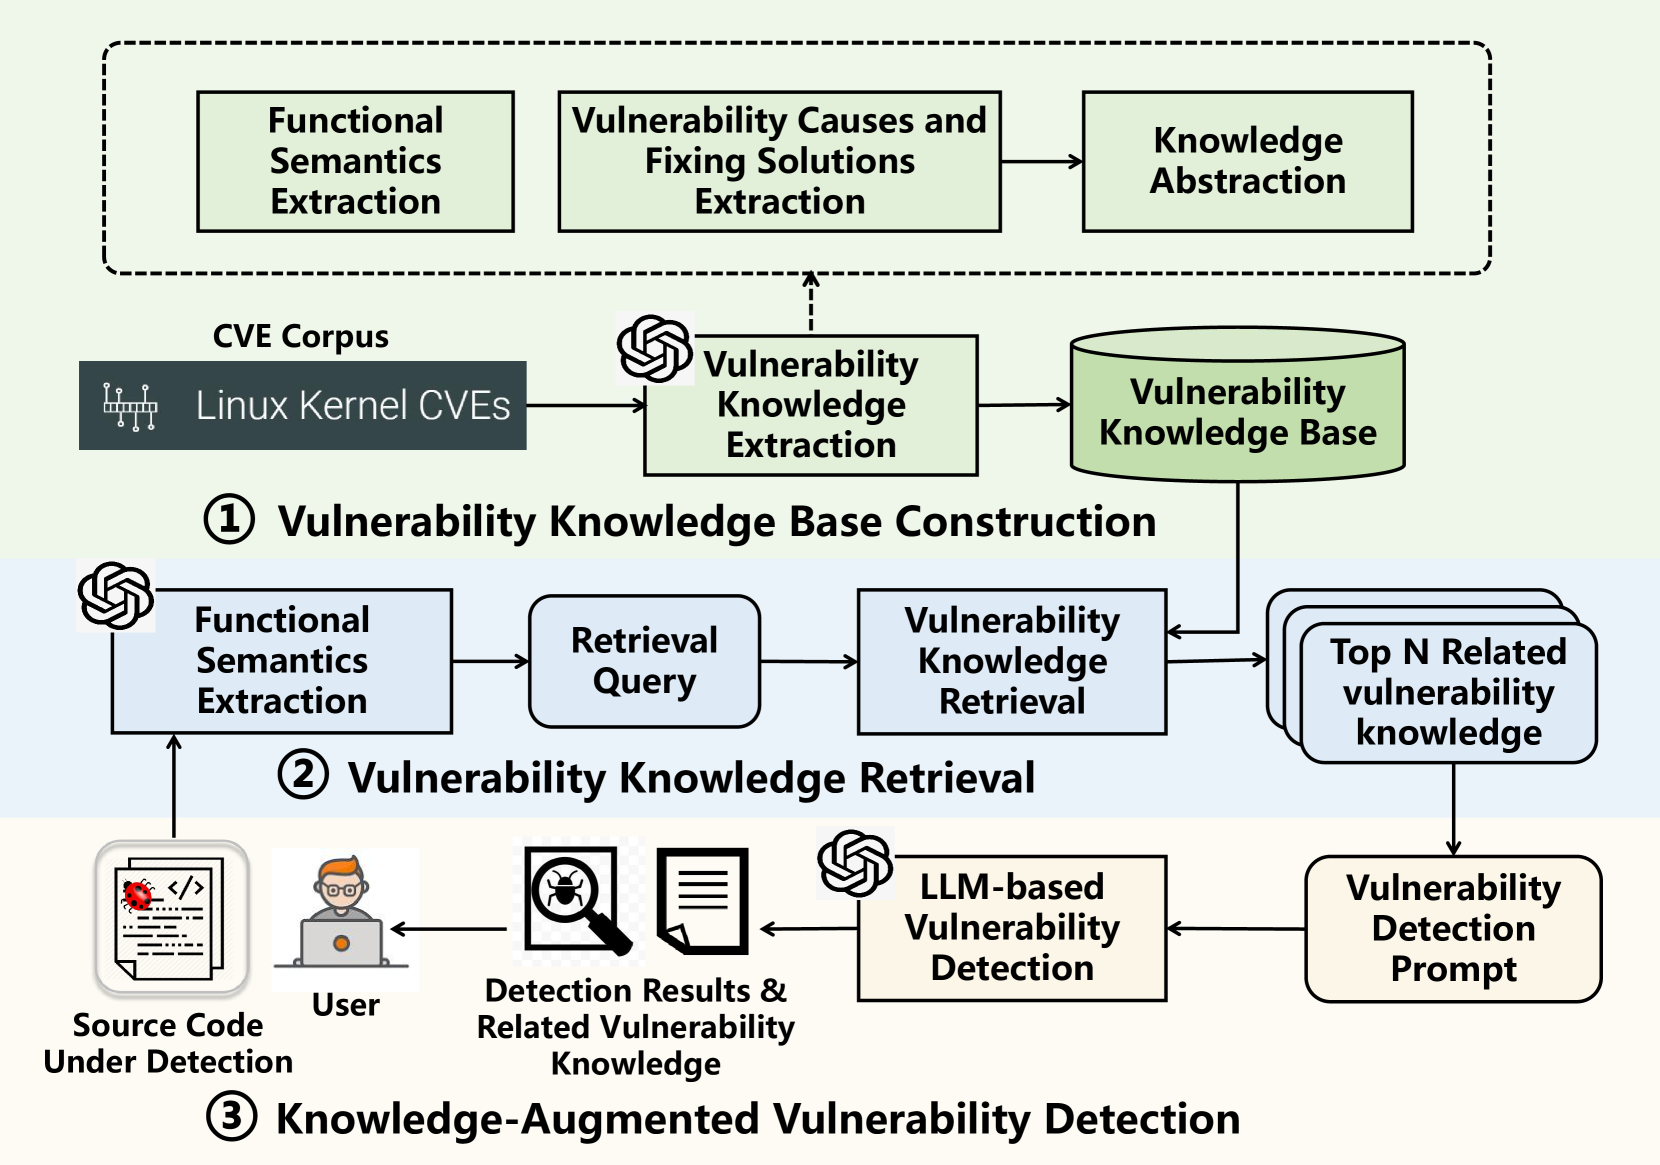 Functional
Semantics
Extraction
Vulnerability Causes and
Fixing Solutions
Extraction
Knowledge
Abstraction
CVE Corpus
Linux Kernel CVEs
Vulnerability
Knowledge
Extraction
Vulnerability
Knowledge Base
① Vulnerability Knowledge Base Construction
Functional
Semantics
Extraction
Retrieval
Query
Vulnerability
Knowledge
Retrieval
Top N Related
vulnerability
knowledge
② Vulnerability Knowledge Retrieval
</>
Source Code
Under Detection
User
Detection Results &
Related Vulnerability
Knowledge
LLM-based
Vulnerability
Detection
Vulnerability
Detection
Prompt
③ Knowledge-Augmented Vulnerability Detection